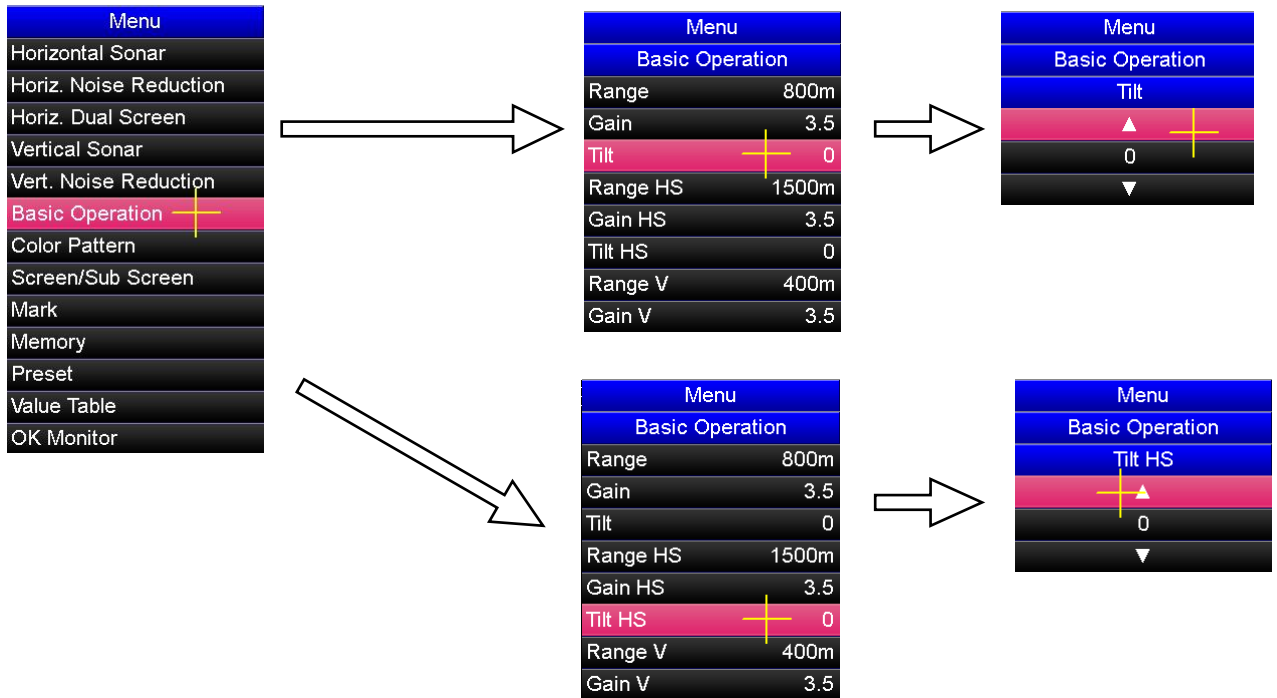 Menu
Horizontal Sonar
Horiz. Noise Reduction
Horiz. Dual Screen
Vertical Sonar
Vert. Noise Reduction
Basic Operation
Color Pattern
Screen/Sub Screen
Mark
Memory
Preset
Value Table
OK Monitor
Menu
Basic Operation
Range 800m
Gain 3.5
Tilt 0
Range HS 1500m
Gain HS 3.5
Tilt HS 0
Range V 400m
Gain V 3.5
Menu
Basic Operation
Tilt
▲
0
▼
Menu
Basic Operation
Range 800m
Gain 3.5
Tilt 0
Range HS 1500m
Gain HS 3.5
Tilt HS 0
Range V 400m
Gain V 3.5
Menu
Basic Operation
Tilt HS
▲
0
▼